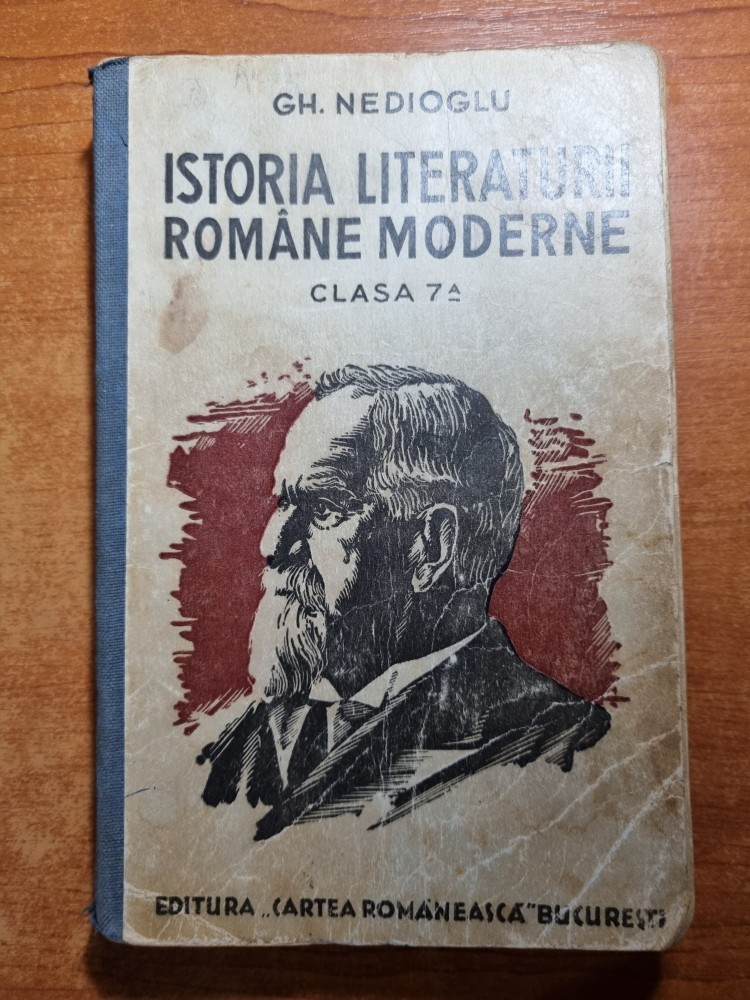 GH. NEDIOGLU
ISTORIA LITERATURII
ROMÂNE MODERNE
CLASA 7A
EDITURA „CARTEA ROMÂNEASCĂ" BUCUREȘTI